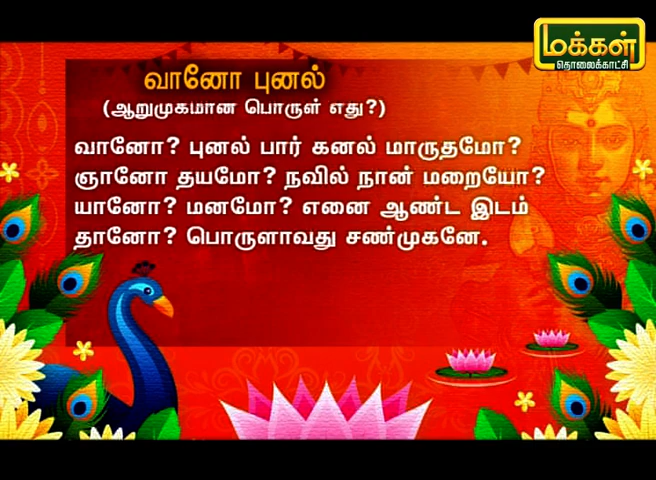 மக்கள்
தொலைக்காட்சி
வானோ புனல்
(ஆறுமுகமான பொருள் எது?)
வானோ? புனல் பார் கனல் மாருதமோ?
ஞானோ தயமோ? நவில் நான் மறையோ?
யானோ? மனமோ? எனை ஆண்ட இடம்
தானோ? பொருளாவது சண்முகனே.